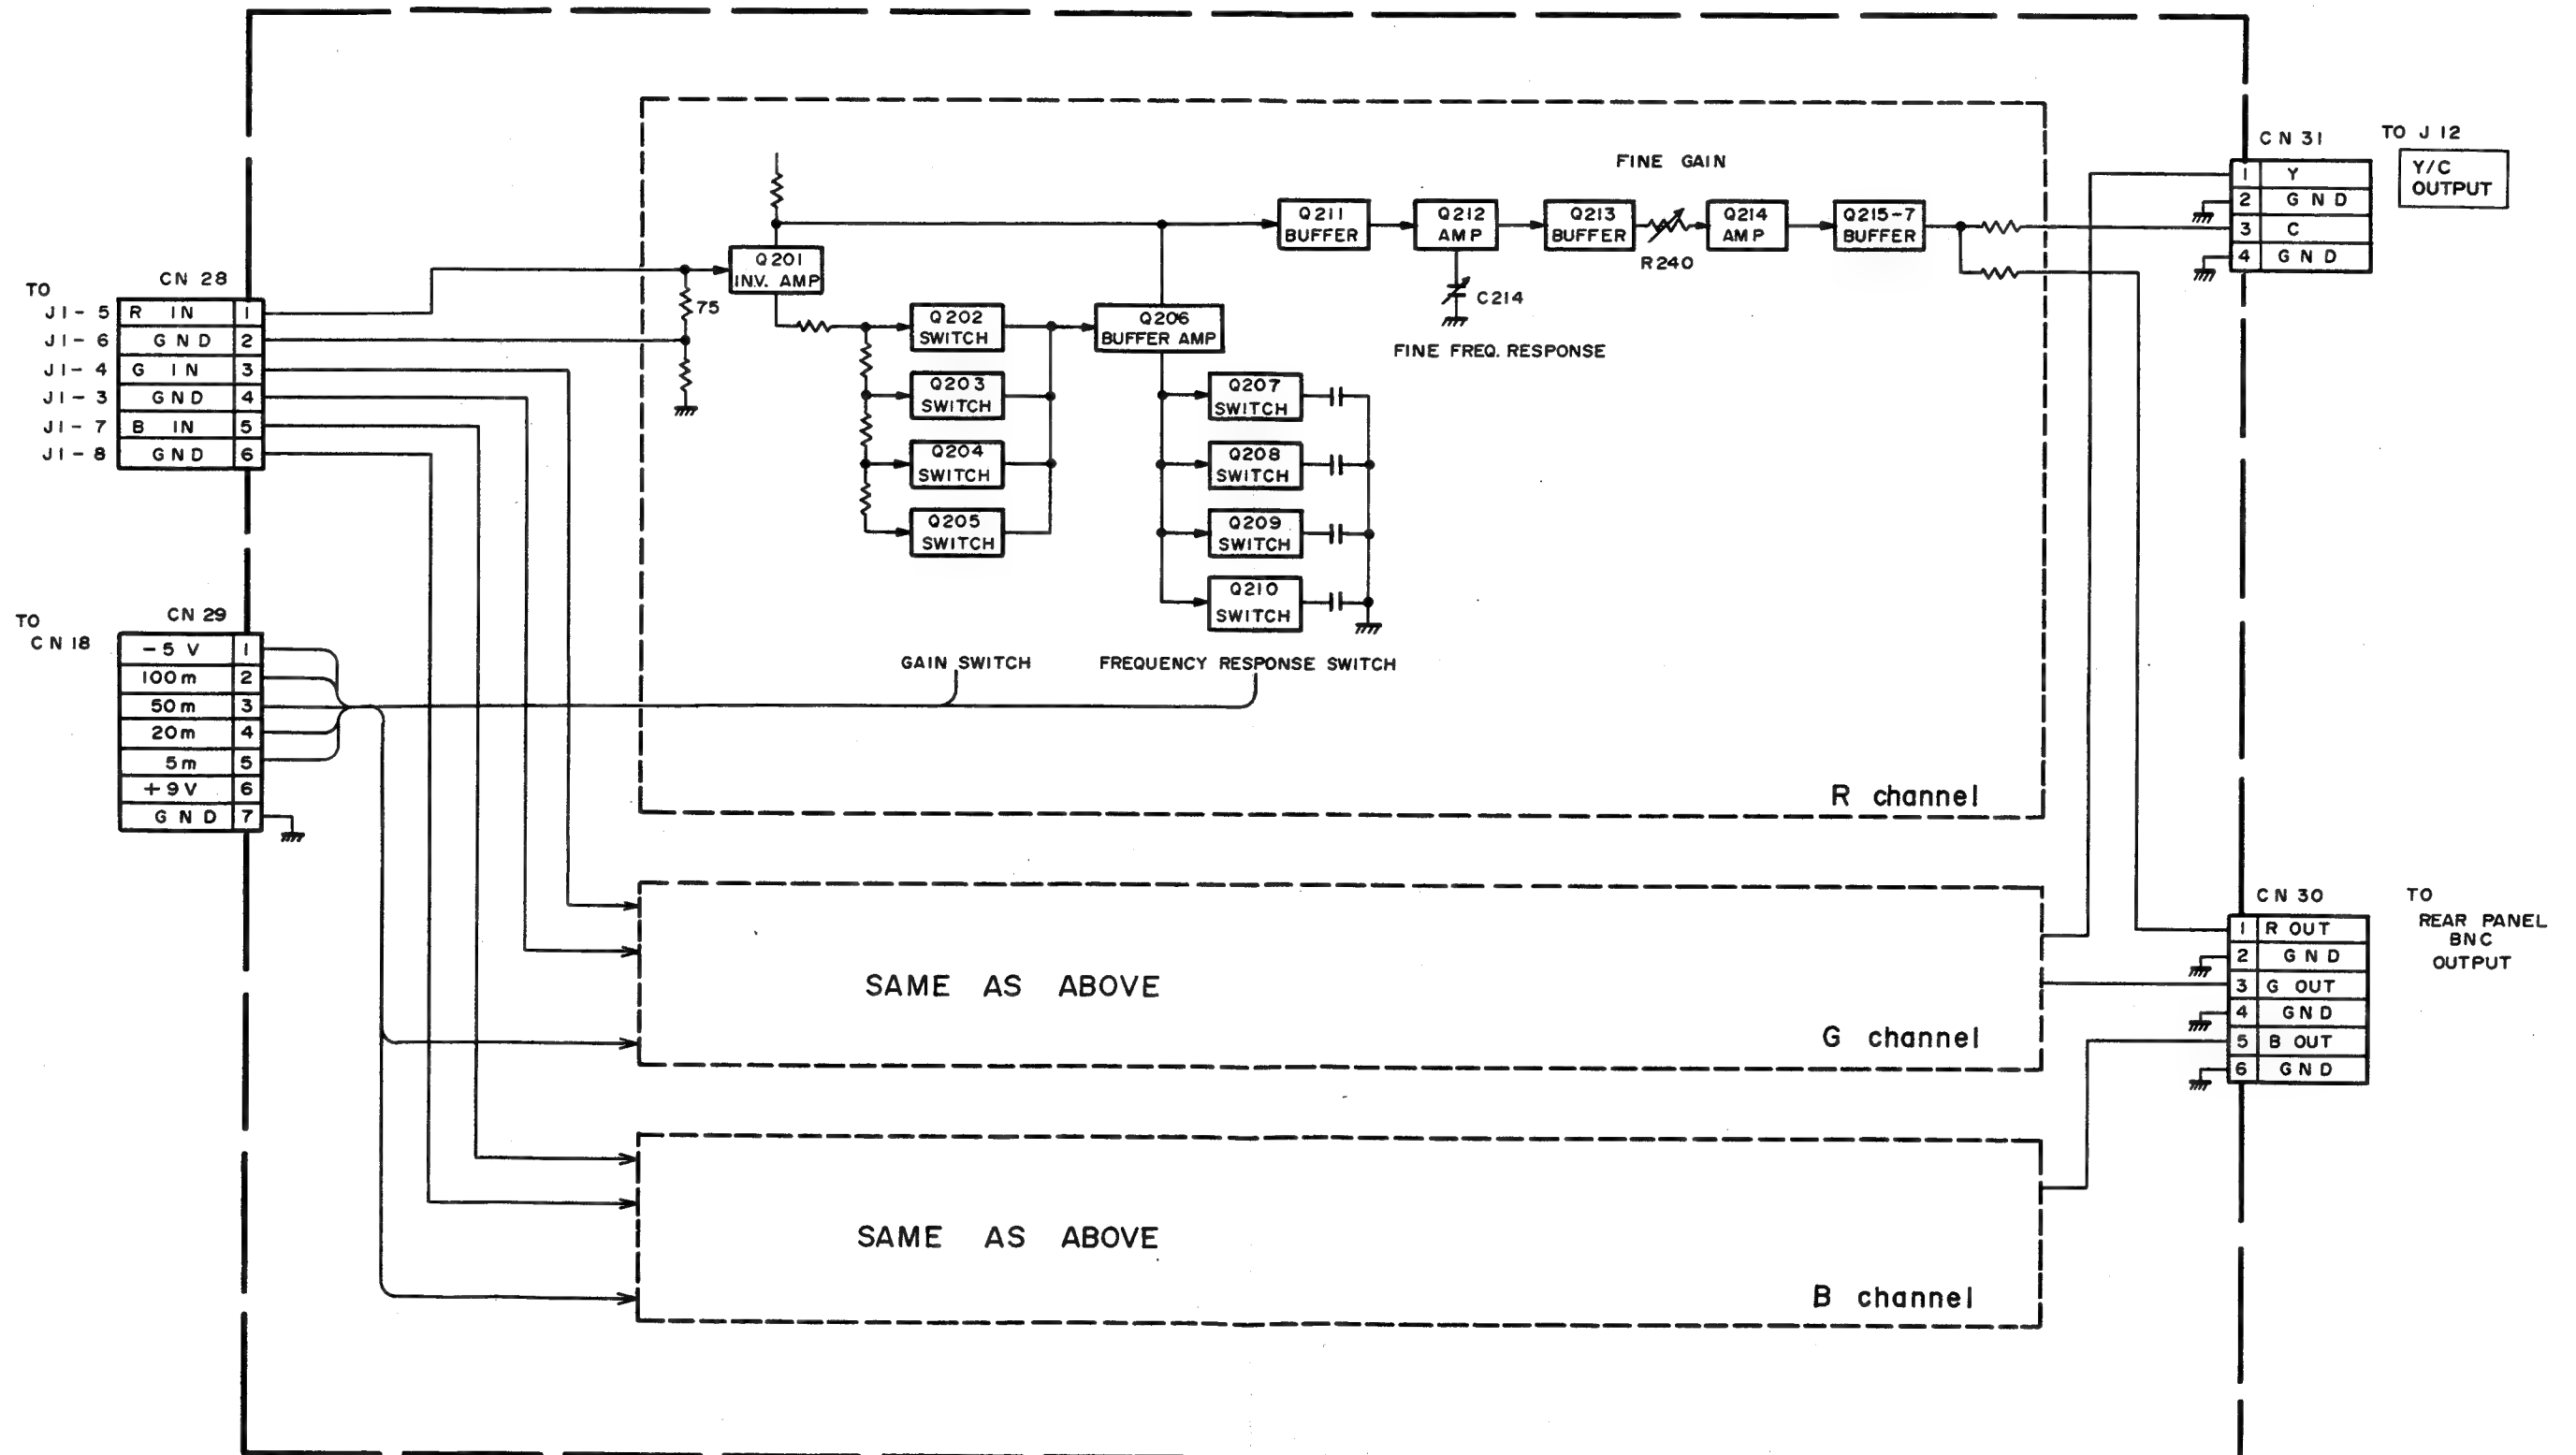 CN 28
TO
J1-5 R IN 1
J1-6 GND 2
J1-4 G IN 3
J1-3 GND 4
J1-7 B IN 5
J1-8 GND 6
TO
CN 18
CN 29
-5 V 1
100m 2
50m 3
20m 4
5m 5
+9V 6
GND 7
75
Q201
INV. AMP
Q202
SWITCH
Q203
SWITCH
Q204
SWITCH
Q205
SWITCH
Q206
BUFFER AMP
Q207
SWITCH
Q208
SWITCH
Q209
SWITCH
Q210
SWITCH
GAIN SWITCH
FREQUENCY RESPONSE SWITCH
Q211
BUFFER
Q212
AMP
C214
FINE FREQ. RESPONSE
Q213
BUFFER
FINE GAIN
R240
Q214
AMP
Q215-7
BUFFER
R channel
SAME AS ABOVE
G channel
SAME AS ABOVE
B channel
CN 31
TO J 12
Y/C
OUTPUT
1 Y
2 GND
3 C
4 GND
CN 30
TO
REAR PANEL
BNC
OUTPUT
1 R OUT
2 GND
3 G OUT
4 GND
5 B OUT
6 GND